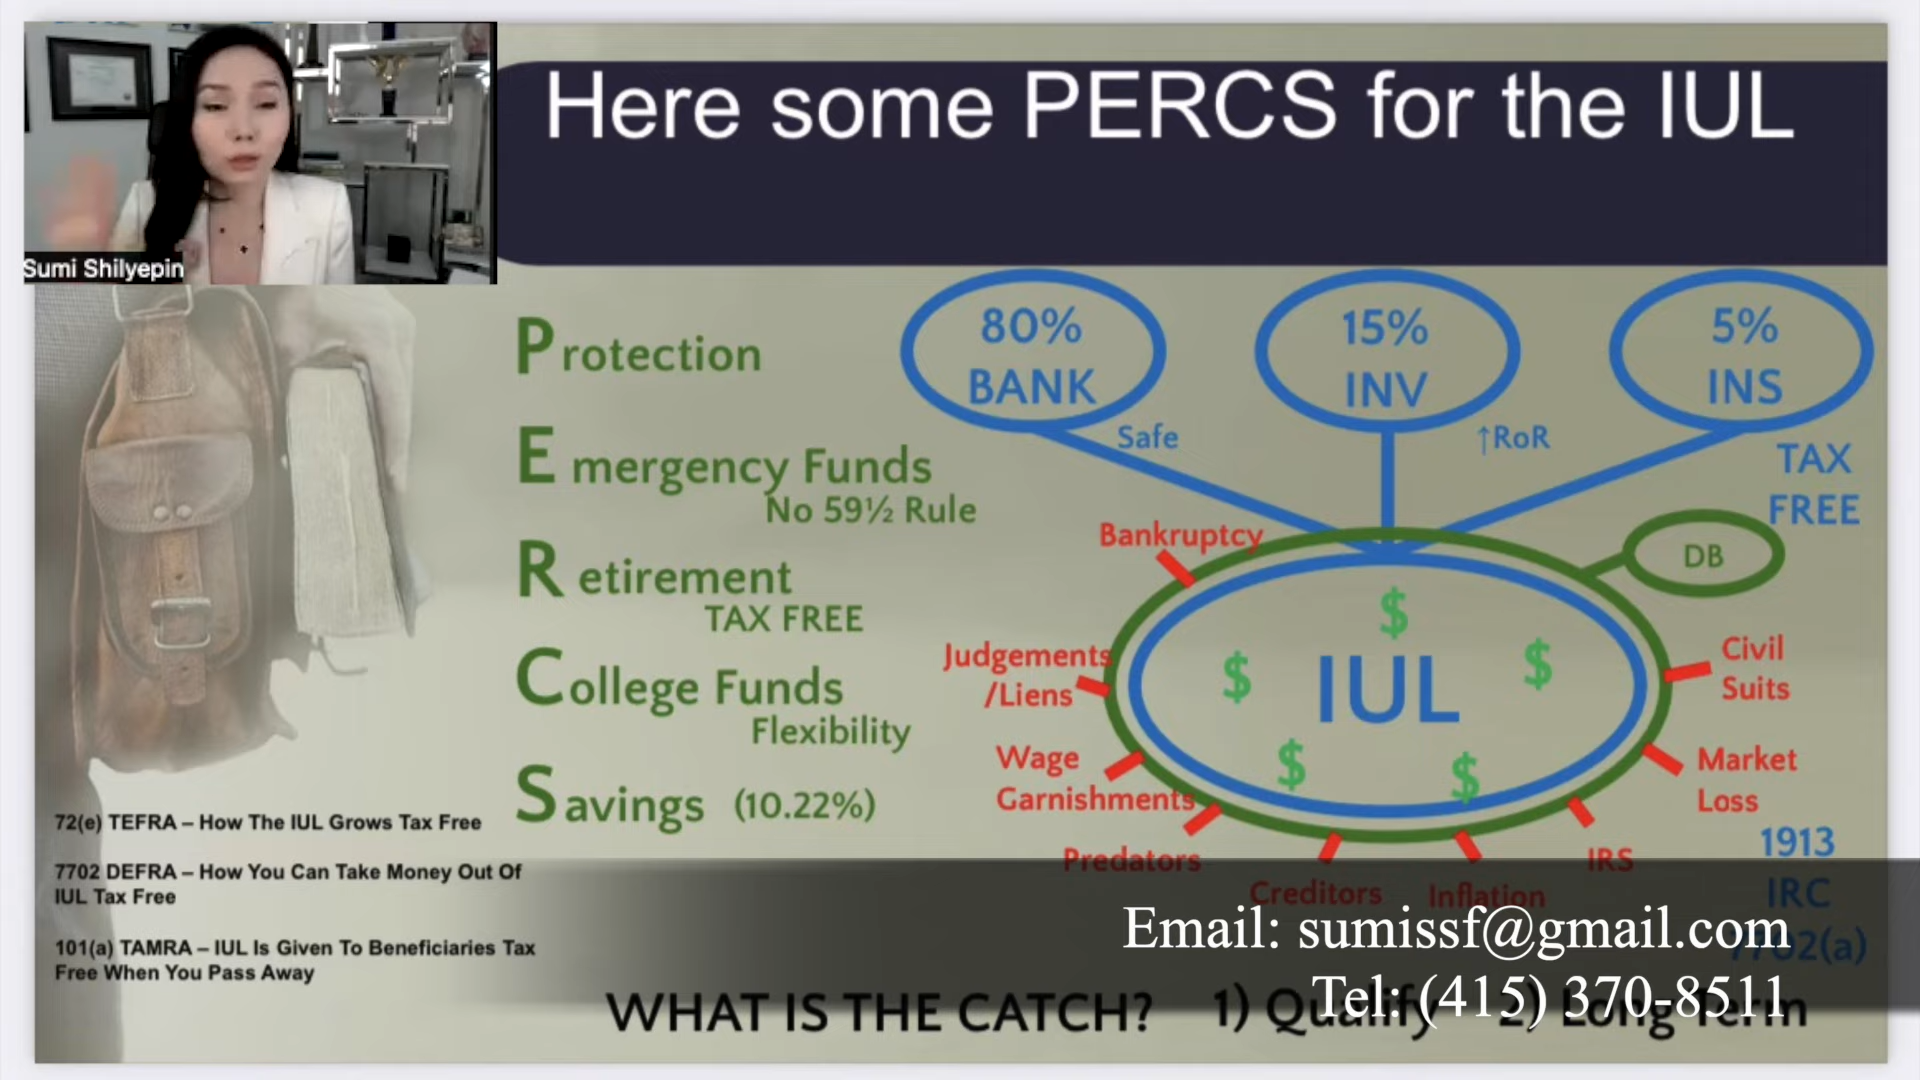 Here some PERCS for the IUL
Sumi Shilyepin
Protection
Emergency Funds
No 59½ Rule
Retirement
TAX FREE
College Funds
Flexibility
Savings (10.22%)
80%
BANK
15%
INV
5%
INS
Safe
↑RoR
TAX
FREE
DB
Bankruptcy
Judgements
/Liens
Wage
Garnishments
Predators
Creditors
Inflation
IRS
Market
Loss
Civil
Suits
$
$
$
IUL
$
$
1913
IRC
7702(a)
72(e) TEFRA – How The IUL Grows Tax Free
7702 DEFRA – How You Can Take Money Out Of
IUL Tax Free
101(a) TAMRA – IUL Is Given To Beneficiaries Tax
Free When You Pass Away
WHAT IS THE CATCH? 1) Qualify 2) Long Term
Email: sumissf@gmail.com
Tel: (415) 370-8511